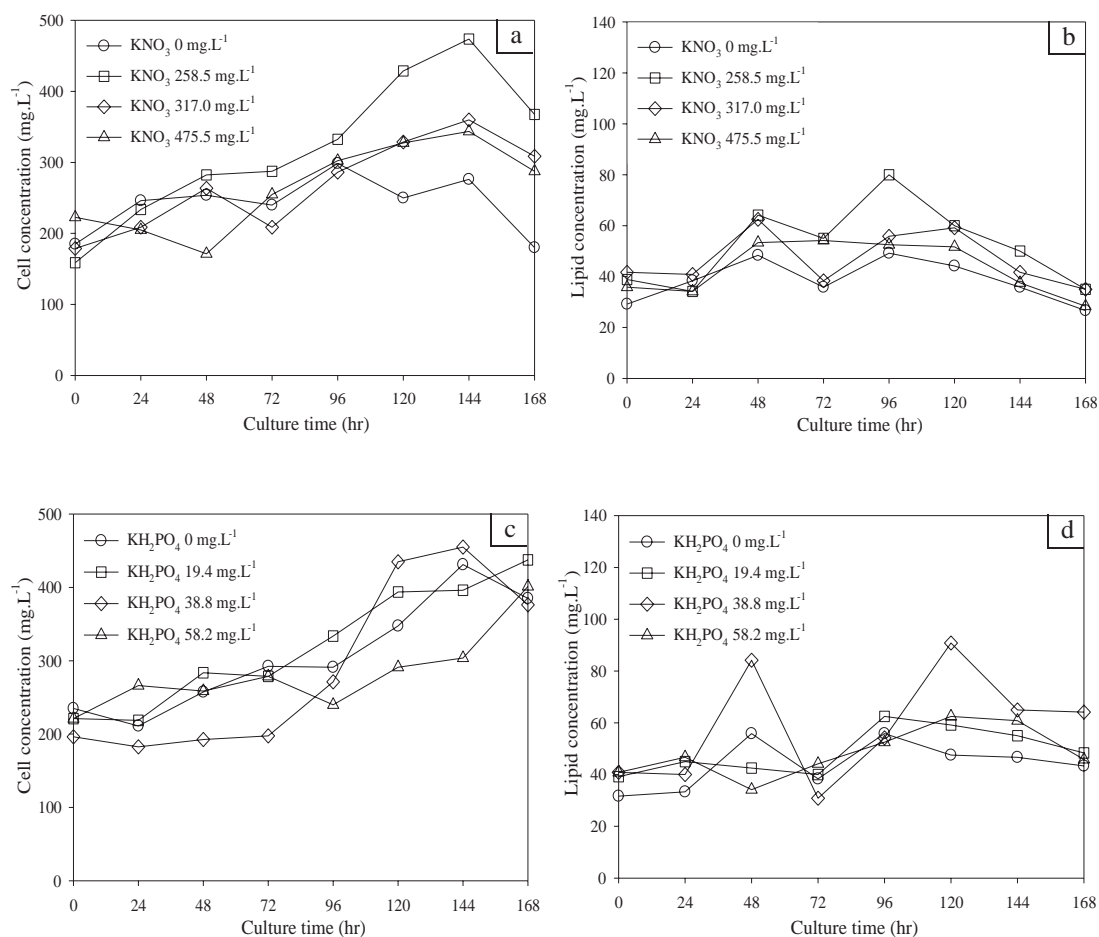 a
KNO₃ 0 mg.L⁻¹
KNO₃ 258.5 mg.L⁻¹
KNO₃ 317.0 mg.L⁻¹
KNO₃ 475.5 mg.L⁻¹
Cell concentration (mg.L⁻¹)
500
400
300
200
100
0
0 24 48 72 96 120 144 168
Culture time (hr)
b
KNO₃ 0 mg.L⁻¹
KNO₃ 258.5 mg.L⁻¹
KNO₃ 317.0 mg.L⁻¹
KNO₃ 475.5 mg.L⁻¹
Lipid concentration (mg.L⁻¹)
140
120
100
80
60
40
20
0
0 24 48 72 96 120 144 168
Culture time (hr)
c
KH₂PO₄ 0 mg.L⁻¹
KH₂PO₄ 19.4 mg.L⁻¹
KH₂PO₄ 38.8 mg.L⁻¹
KH₂PO₄ 58.2 mg.L⁻¹
Cell concentration (mg.L⁻¹)
500
400
300
200
100
0
0 24 48 72 96 120 144 168
Culture time (hr)
d
KH₂PO₄ 0 mg.L⁻¹
KH₂PO₄ 19.4 mg.L⁻¹
KH₂PO₄ 38.8 mg.L⁻¹
KH₂PO₄ 58.2 mg.L⁻¹
Lipid concentration (mg.L⁻¹)
140
120
100
80
60
40
20
0
0 24 48 72 96 120 144 168
Culture time (hr)